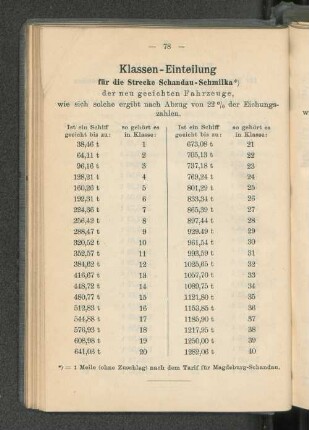 — 78 —
Klassen-Einteilung
für die Strecke Schandau-Schmilka*)
der neu geeichten Fahrzeuge,
wie sich solche ergibt nach Abzug von 22 % der Eichungs-
zahlen.
Ist ein Schiff so gehört es Ist ein Schiff so gehört es
geeicht bis zu: in Klasse: geeicht bis zu: in Klasse:
38,46 t 1 673,08 t 21
64,11 t 2 705,13 t 22
96,16 t 3 737,18 t 23
128,21 t 4 769,24 t 24
160,26 t 5 801,29 t 25
192,31 t 6 833,34 t 26
224,36 t 7 865,39 t 27
256,42 t 8 897,44 t 28
288,47 t 9 929,49 t 29
320,52 t 10 961,54 t 30
352,57 t 11 993,59 t 31
384,62 t 12 1025,65 t 32
416,67 t 13 1057,70 t 33
448,72 t 14 1089,75 t 34
480,77 t 15 1121,80 t 35
512,83 t 16 1153,85 t 36
544,88 t 17 1185,90 t 37
576,93 t 18 1217,95 t 38
608,98 t 19 1250,00 t 39
641,03 t 20 1282,06 t 40
*) = 1 Meile (ohne Zuschlag) nach dem Tarif für Magdeburg-Schandau.